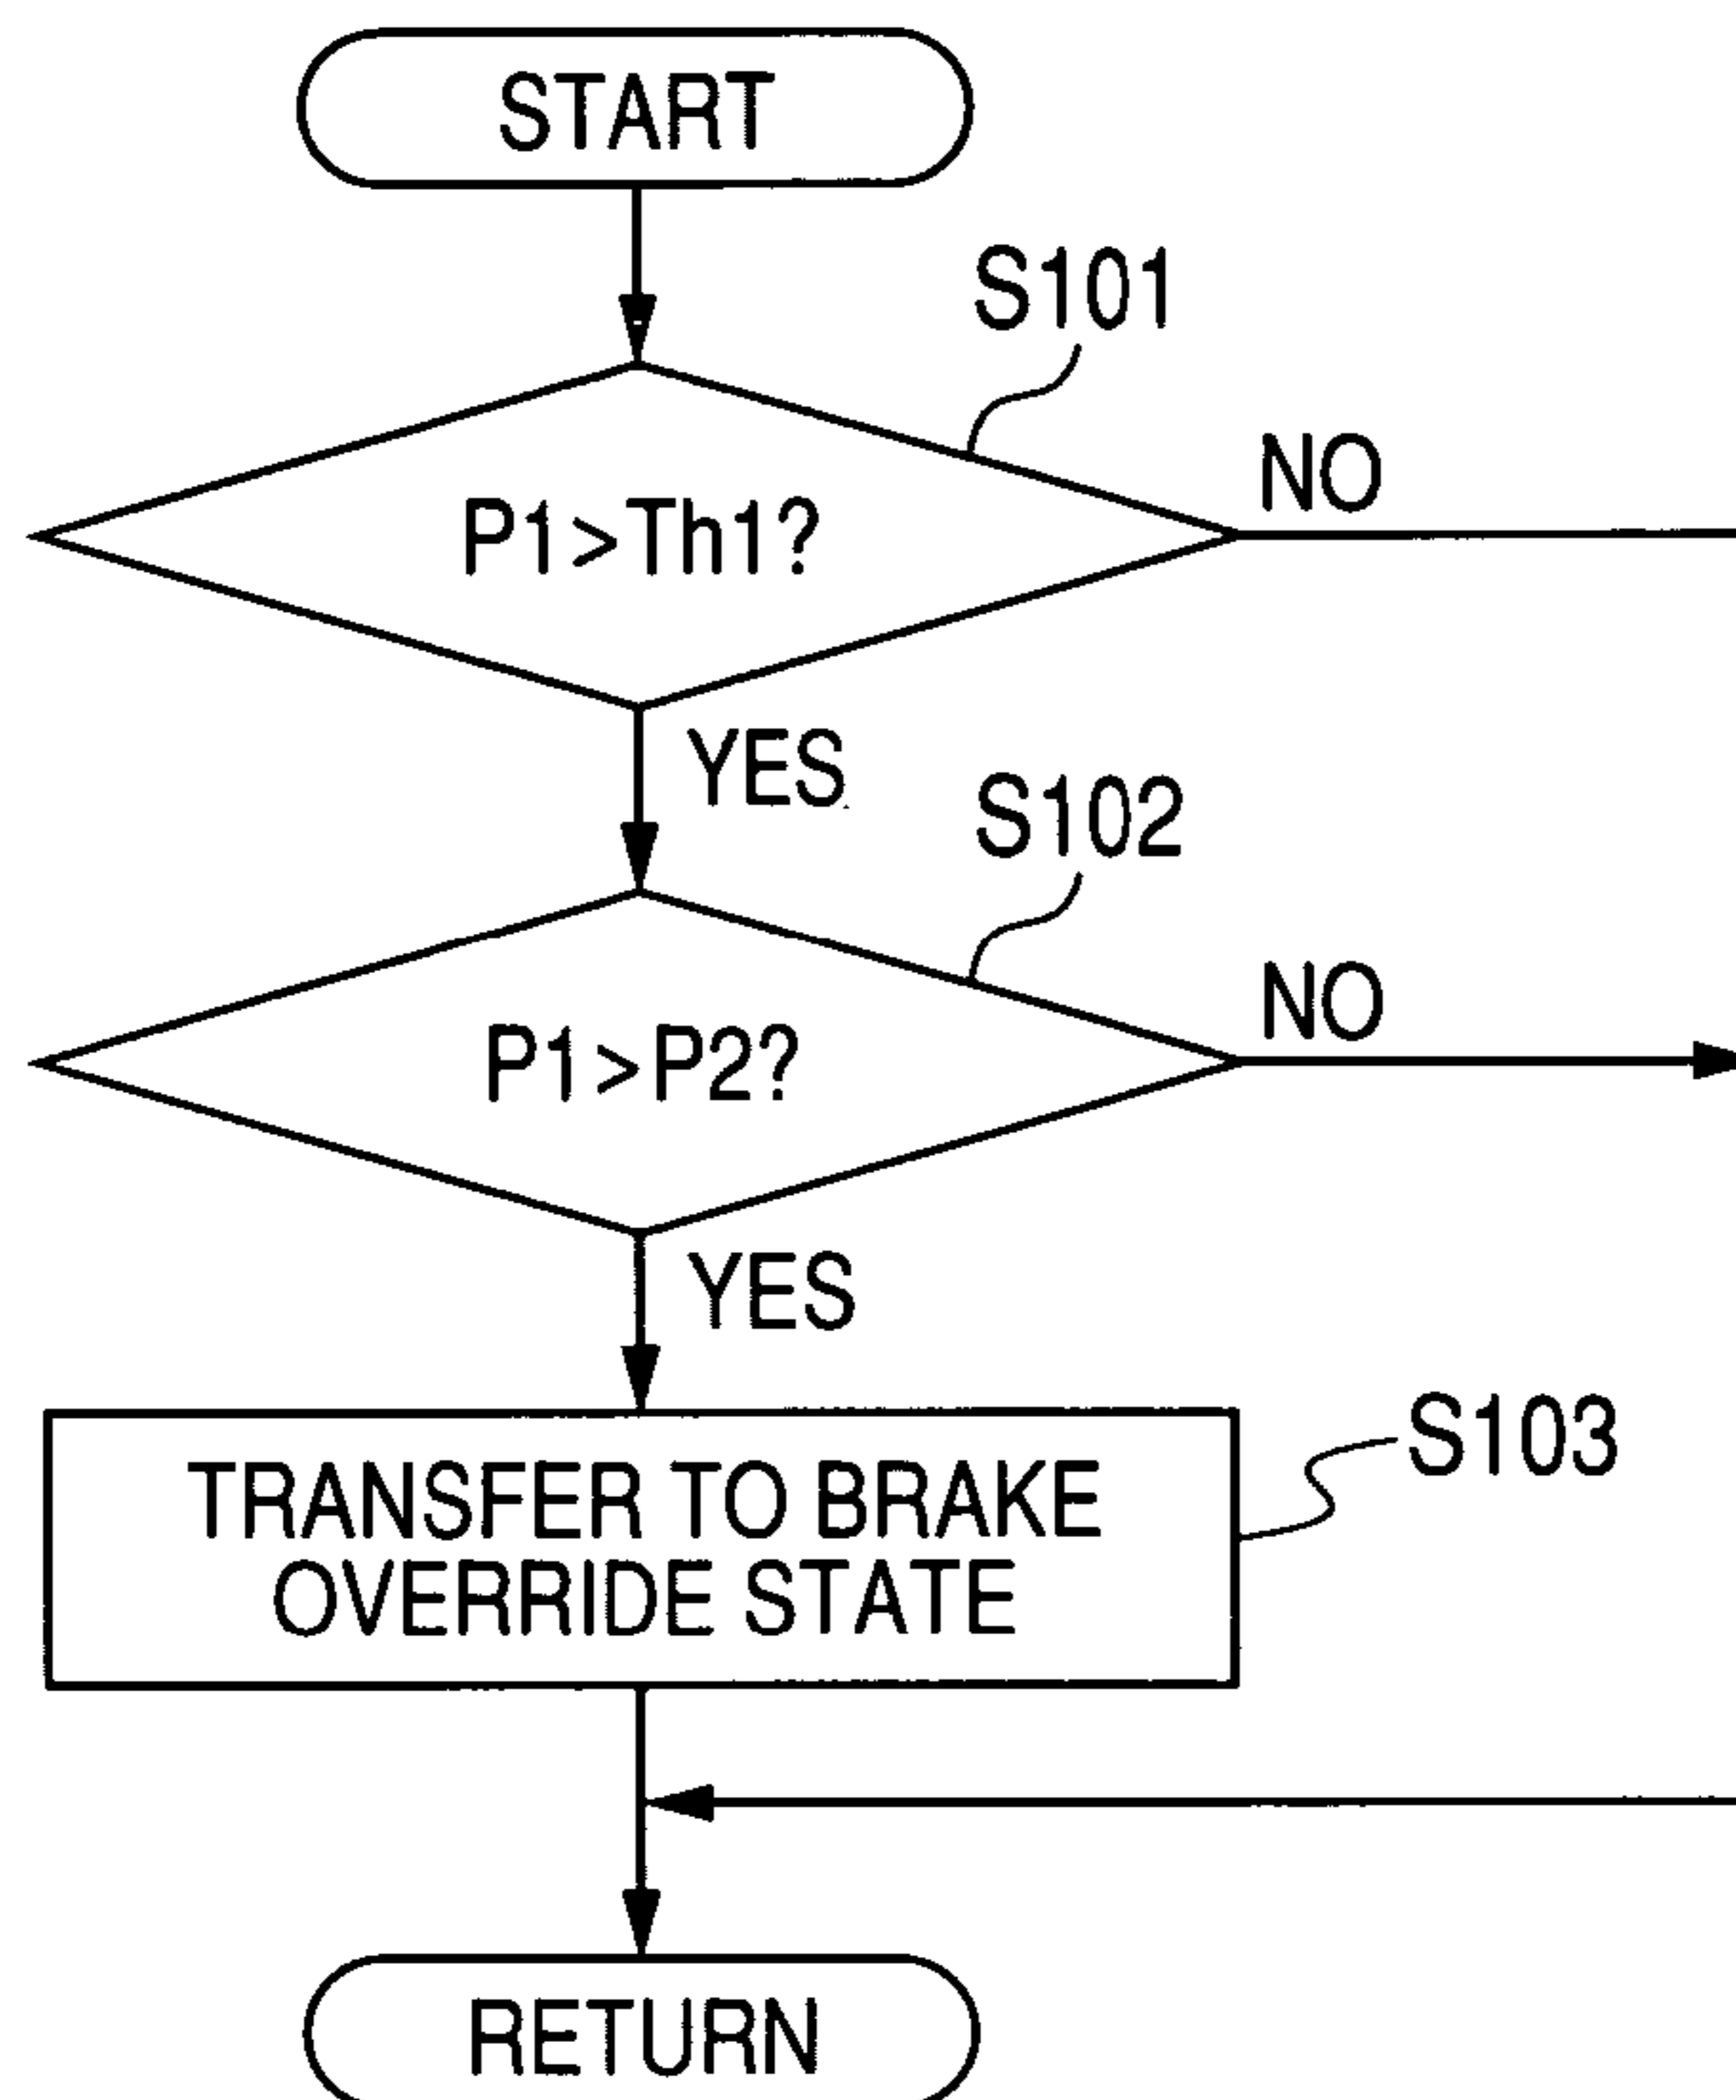 START
S101
P1>Th1?
NO
YES
S102
P1>P2?
NO
YES
S103
TRANSFER TO BRAKE
OVERRIDE STATE
RETURN